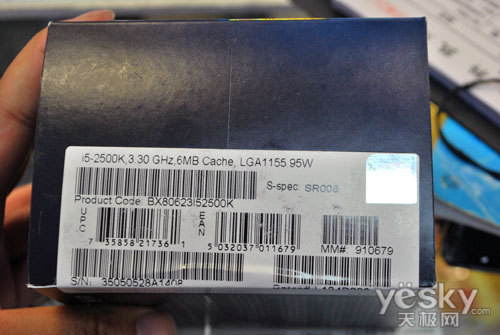 i5-2500K,3.30 GHz,6MB Cache, LGA1155.95W
S-spec: SR008
Product Code: BX80623I52500K
UPC
EAN
7 35858 21736 1
5 032037 011679
MM# 910679
S/N: 35050528A1408
yesky
天极网